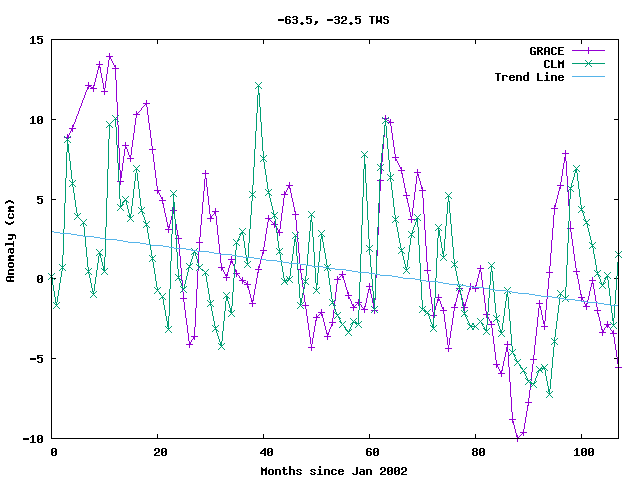 -63.5, -32.5 TWS
GRACE
CLM
Trend Line
15
10
5
0
-5
-10
Anomaly (cm)
0 20 40 60 80 100
Months since Jan 2002